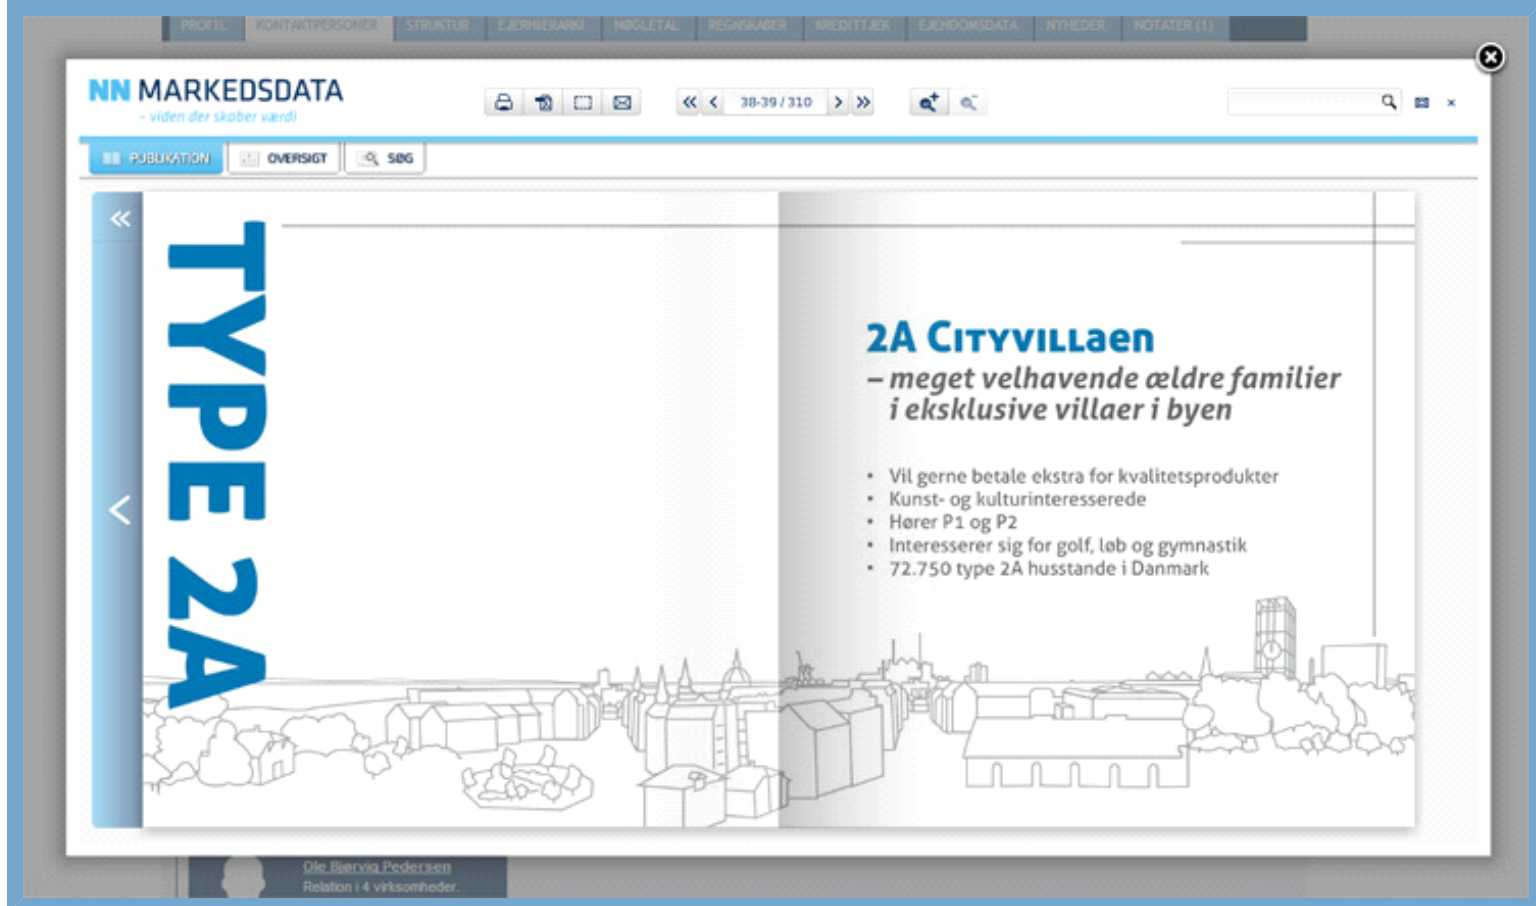 PROFIL KONTAKTPERSONER STRUKTUR EJERHIERARKI NØGLETAL REGNSKABER KREDITTJEK EJENDOMSDATA NYHEDER NOTATER (1)
NN MARKEDSDATA
- viden der skaber værdi
38-39 / 310
PUBLIKATION OVERSIGT SØG
TYPE 2A
2A CITYVILLaen
– meget velhavende ældre familier
i eksklusive villaer i byen
• Vil gerne betale ekstra for kvalitetsprodukter
• Kunst- og kulturinteresserede
• Hører P1 og P2
• Interesserer sig for golf, løb og gymnastik
• 72.750 type 2A husstande i Danmark
Ole Bjørvig Pedersen
Relation i 4 virksomheder.